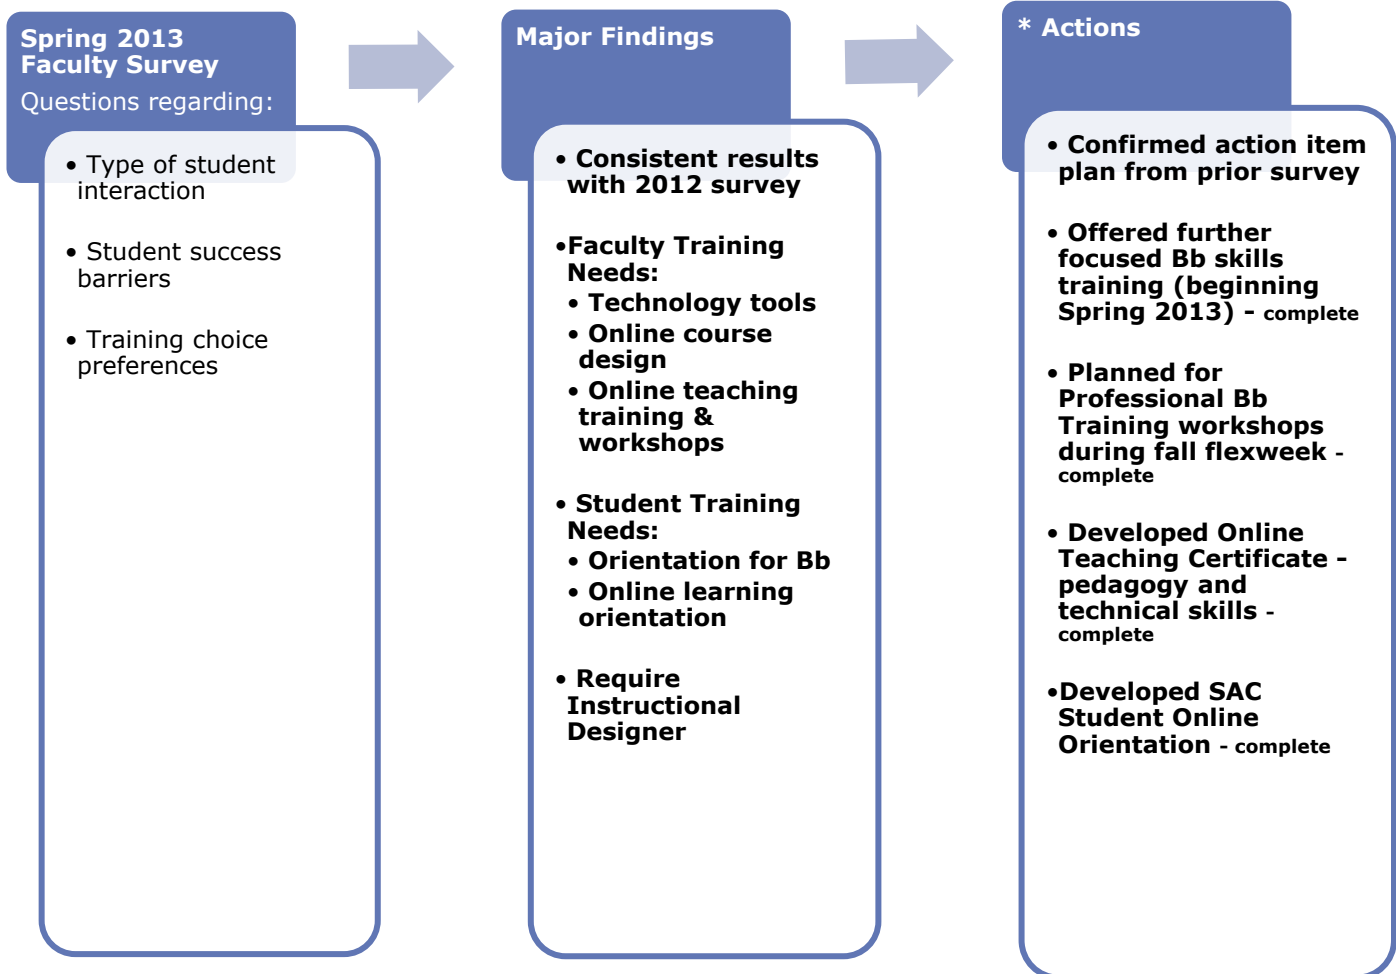 Spring 2013
Faculty Survey
Questions regarding:
• Type of student
interaction
• Student success
barriers
• Training choice
preferences
Major Findings
• Consistent results
with 2012 survey
•Faculty Training
Needs:
• Technology tools
• Online course
design
• Online teaching
training &
workshops
• Student Training
Needs:
• Orientation for Bb
• Online learning
orientation
• Require
Instructional
Designer
* Actions
• Confirmed action item
plan from prior survey
• Offered further
focused Bb skills
training (beginning
Spring 2013) - complete
• Planned for
Professional Bb
Training workshops
during fall flexweek -
complete
• Developed Online
Teaching Certificate -
pedagogy and
technical skills -
complete
•Developed SAC
Student Online
Orientation - complete